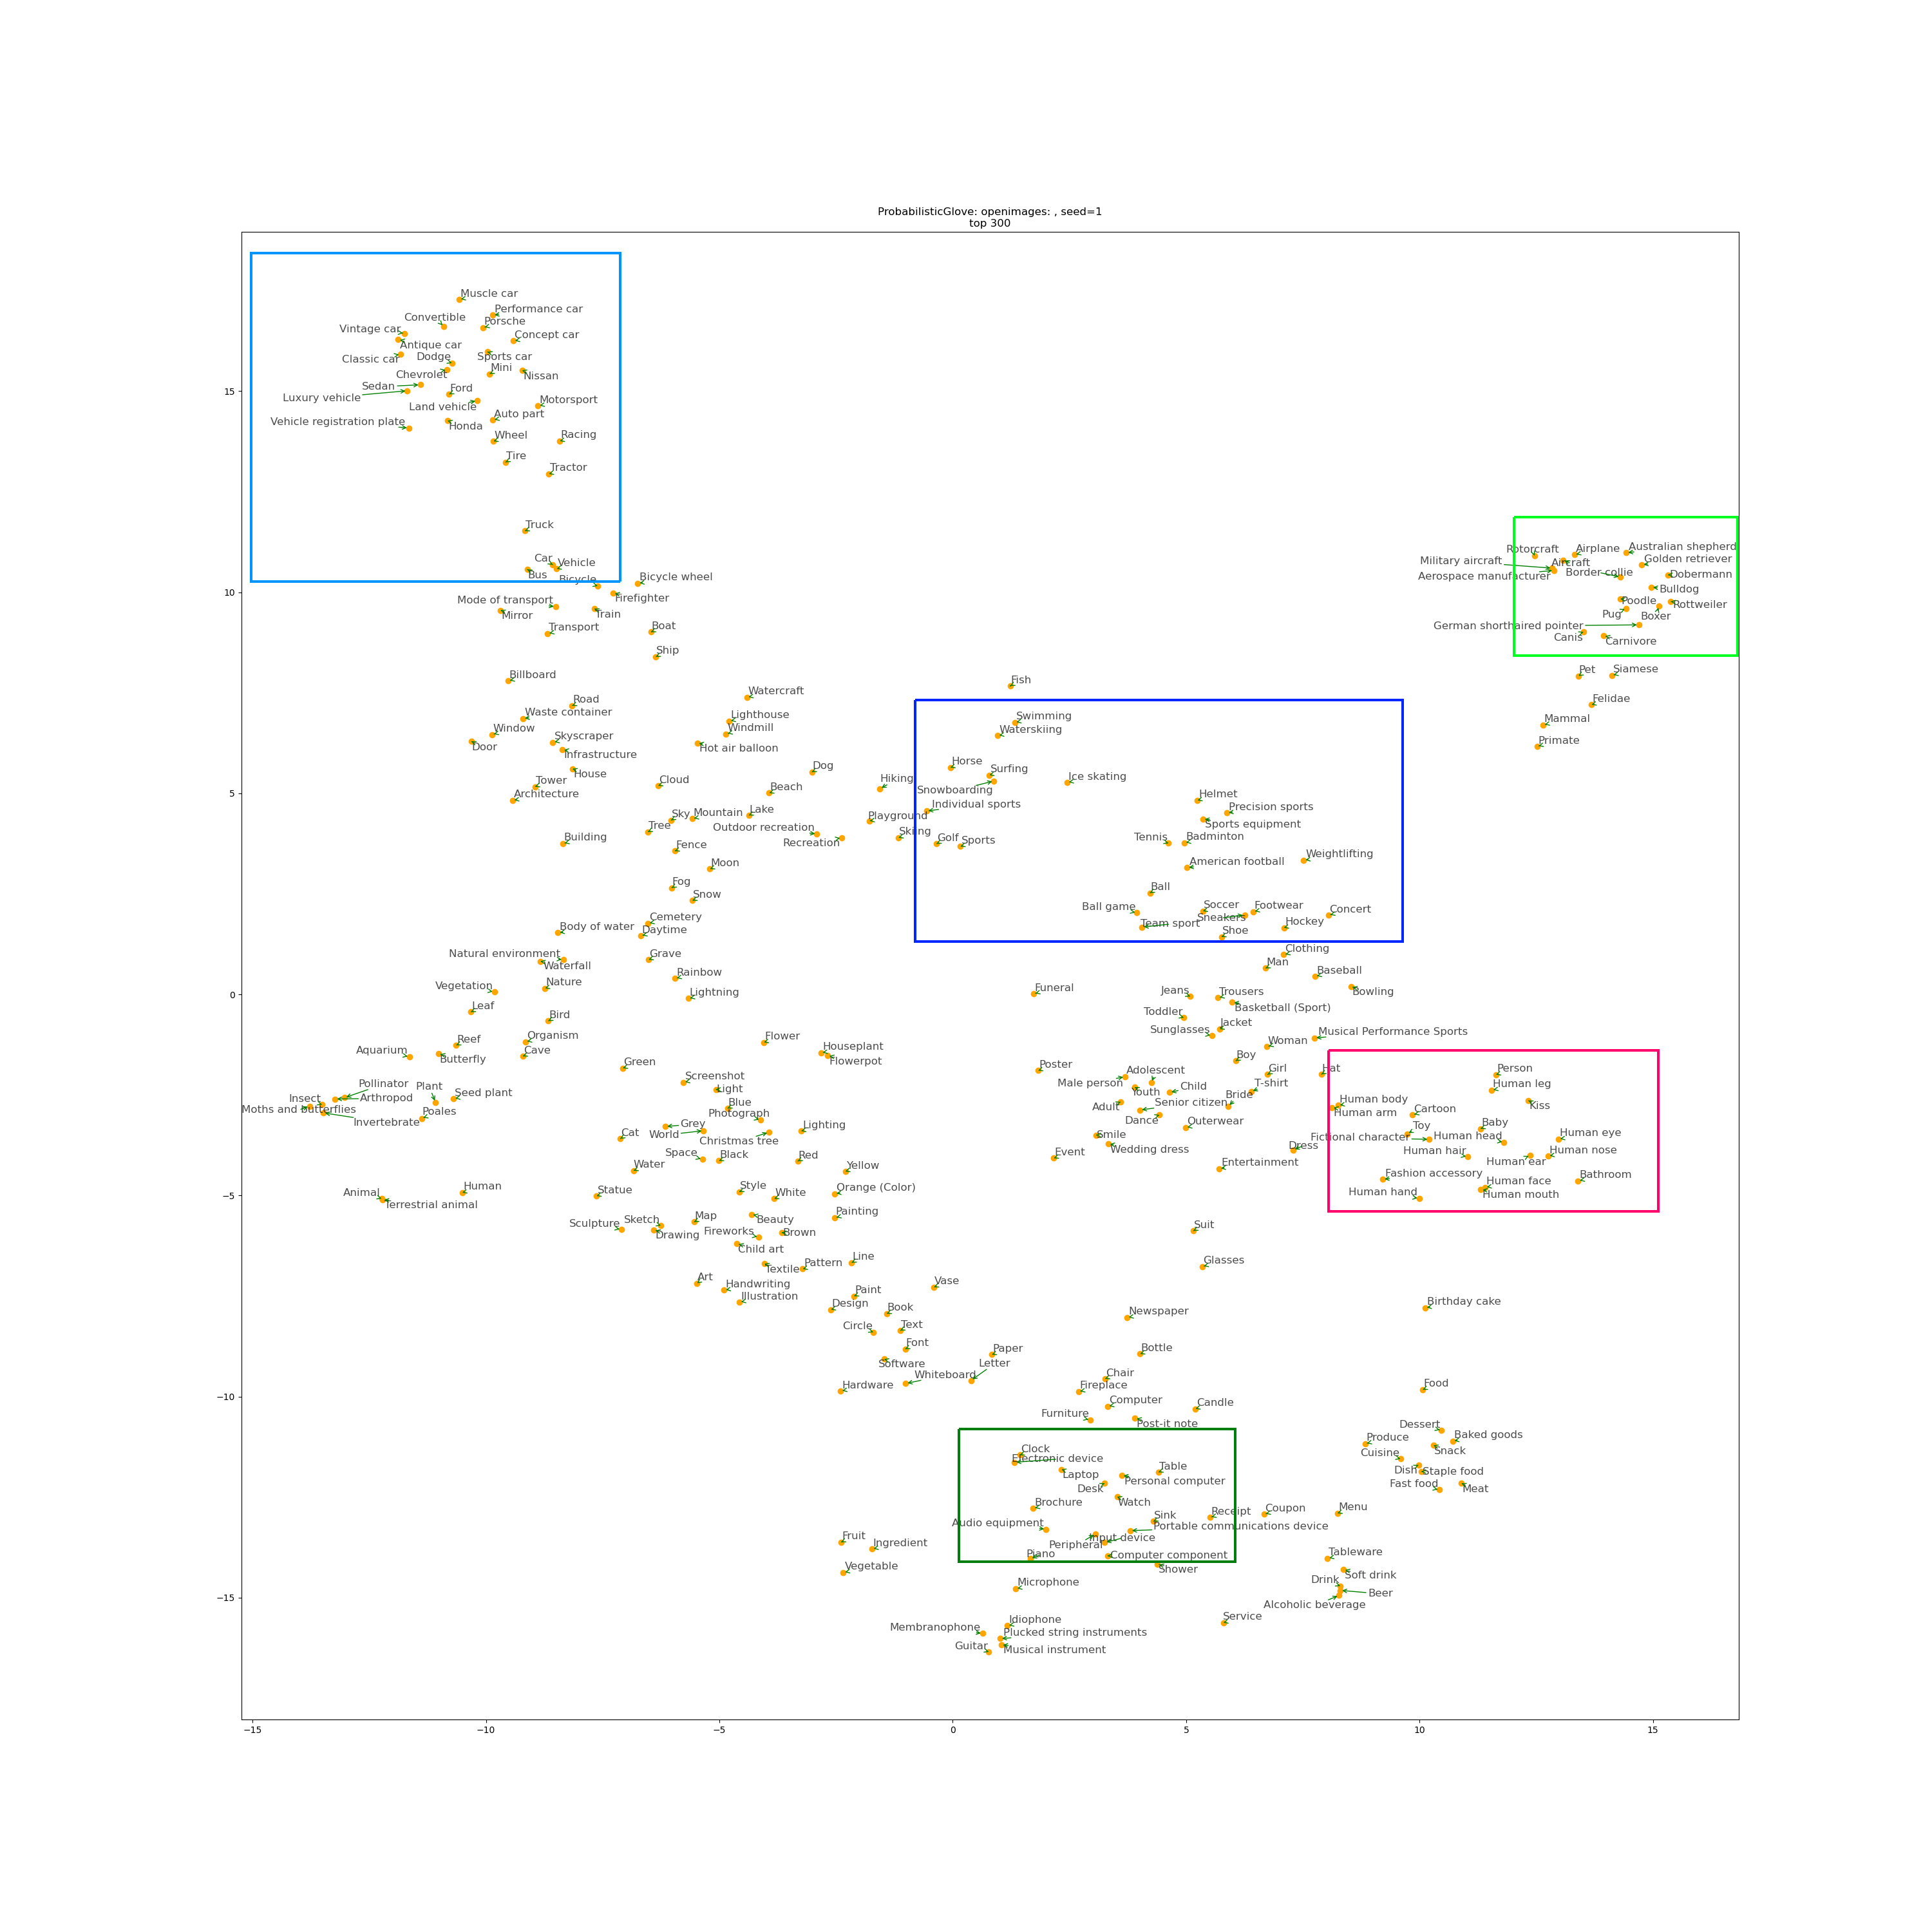 ProbabilisticGlove: openimages: , seed=1
top 300
Muscle car
Performance car
Convertible
Porsche
Vintage car
Concept car
Antique car
Classic car
Dodge
Sports car
Mini
Chevrolet
Nissan
Sedan
Ford
Luxury vehicle
Land vehicle
Motorsport
Auto part
Vehicle registration plate
Honda
Wheel
Racing
Tire
Tractor
Truck
Car
Vehicle
Bus
Bicycle
Bicycle wheel
Firefighter
Mode of transport
Mirror
Train
Transport
Boat
Ship
Rotorcraft
Airplane
Australian shepherd
Military aircraft
Aircraft
Golden retriever
Aerospace manufacturer
Border collie
Dobermann
Bulldog
Poodle
Rottweiler
Pug
Boxer
German shorthaired pointer
Canis
Carnivore
Pet
Siamese
Felidae
Mammal
Primate
Billboard
Road
Waste container
Window
Door
Skyscraper
Infrastructure
House
Tower
Architecture
Building
Watercraft
Lighthouse
Windmill
Hot air balloon
Cloud
Dog
Beach
Hiking
Sky
Mountain
Lake
Tree
Outdoor recreation
Recreation
Playground
Skiing
Fence
Moon
Fog
Snow
Cemetery
Daytime
Body of water
Natural environment
Waterfall
Grave
Nature
Rainbow
Lightning
Vegetation
Leaf
Bird
Fish
Swimming
Waterskiing
Horse
Surfing
Snowboarding
Ice skating
Individual sports
Golf
Sports
Helmet
Precision sports
Sports equipment
Tennis
Badminton
American football
Weightlifting
Ball
Ball game
Team sport
Soccer
Sneakers
Footwear
Concert
Hockey
Shoe
Clothing
Man
Baseball
Bowling
Funeral
Jeans
Trousers
Basketball (Sport)
Toddler
Jacket
Sunglasses
Musical Performance Sports
Woman
Boy
Girl
Hat
Poster
Male person
Adolescent
Youth
Child
T-shirt
Bride
Adult
Senior citizen
Dance
Outerwear
Smile
Wedding dress
Event
Entertainment
Dress
Person
Human leg
Kiss
Human body
Human arm
Cartoon
Toy
Baby
Fictional character
Human head
Human eye
Human hair
Human nose
Human ear
Fashion accessory
Bathroom
Human face
Human hand
Human mouth
Reef
Organism
Aquarium
Butterfly
Cave
Pollinator
Plant
Seed plant
Insect
Arthropod
Moths and butterflies
Poales
Invertebrate
Animal
Terrestrial animal
Human
Flower
Houseplant
Flowerpot
Green
Screenshot
Light
Blue
Photograph
Grey
World
Christmas tree
Lighting
Cat
Space
Black
Red
Water
Yellow
Statue
Style
White
Orange (Color)
Sculpture
Sketch
Drawing
Map
Beauty
Painting
Fireworks
Brown
Child art
Textile
Pattern
Line
Art
Handwriting
Illustration
Vase
Paint
Design
Book
Circle
Text
Font
Software
Paper
Letter
Whiteboard
Hardware
Suit
Glasses
Newspaper
Birthday cake
Bottle
Chair
Fireplace
Computer
Furniture
Post-it note
Candle
Food
Dessert
Baked goods
Produce
Snack
Cuisine
Dish
Staple food
Fast food
Meat
Clock
Electronic device
Laptop
Table
Personal computer
Desk
Watch
Brochure
Sink
Receipt
Coupon
Menu
Audio equipment
Portable communications device
Input device
Peripheral
Piano
Computer component
Shower
Fruit
Ingredient
Vegetable
Microphone
Tableware
Soft drink
Drink
Beer
Alcoholic beverage
Service
Idiophone
Membranophone
Plucked string instruments
Guitar
Musical instrument
15
10
5
0
−5
−10
−15
−15
−10
−5
0
5
10
15